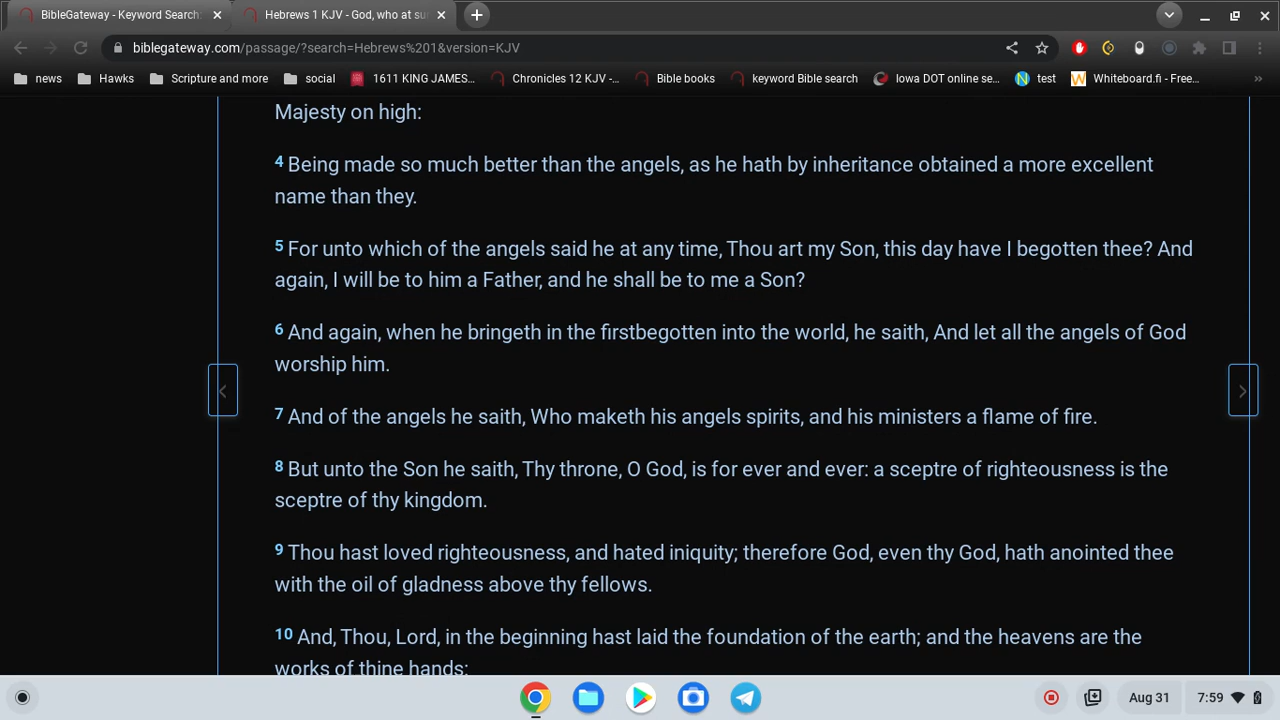 BibleGateway - Keyword Search:
Hebrews 1 KJV - God, who at su
biblegateway.com/passage/?search=Hebrews%201&version=KJV
news
Hawks
Scripture and more
social
1611 KING JAMES...
Chronicles 12 KJV -...
Bible books
keyword Bible search
Iowa DOT online se...
test
Whiteboard.fi - Free...
Majesty on high:
4 Being made so much better than the angels, as he hath by inheritance obtained a more excellent
name than they.
5 For unto which of the angels said he at any time, Thou art my Son, this day have I begotten thee? And
again, I will be to him a Father, and he shall be to me a Son?
6 And again, when he bringeth in the firstbegotten into the world, he saith, And let all the angels of God
worship him.
7 And of the angels he saith, Who maketh his angels spirits, and his ministers a flame of fire.
8 But unto the Son he saith, Thy throne, O God, is for ever and ever: a sceptre of righteousness is the
sceptre of thy kingdom.
9 Thou hast loved righteousness, and hated iniquity; therefore God, even thy God, hath anointed thee
with the oil of gladness above thy fellows.
10 And, Thou, Lord, in the beginning hast laid the foundation of the earth; and the heavens are the
works of thine hands:
Aug 31
7:59